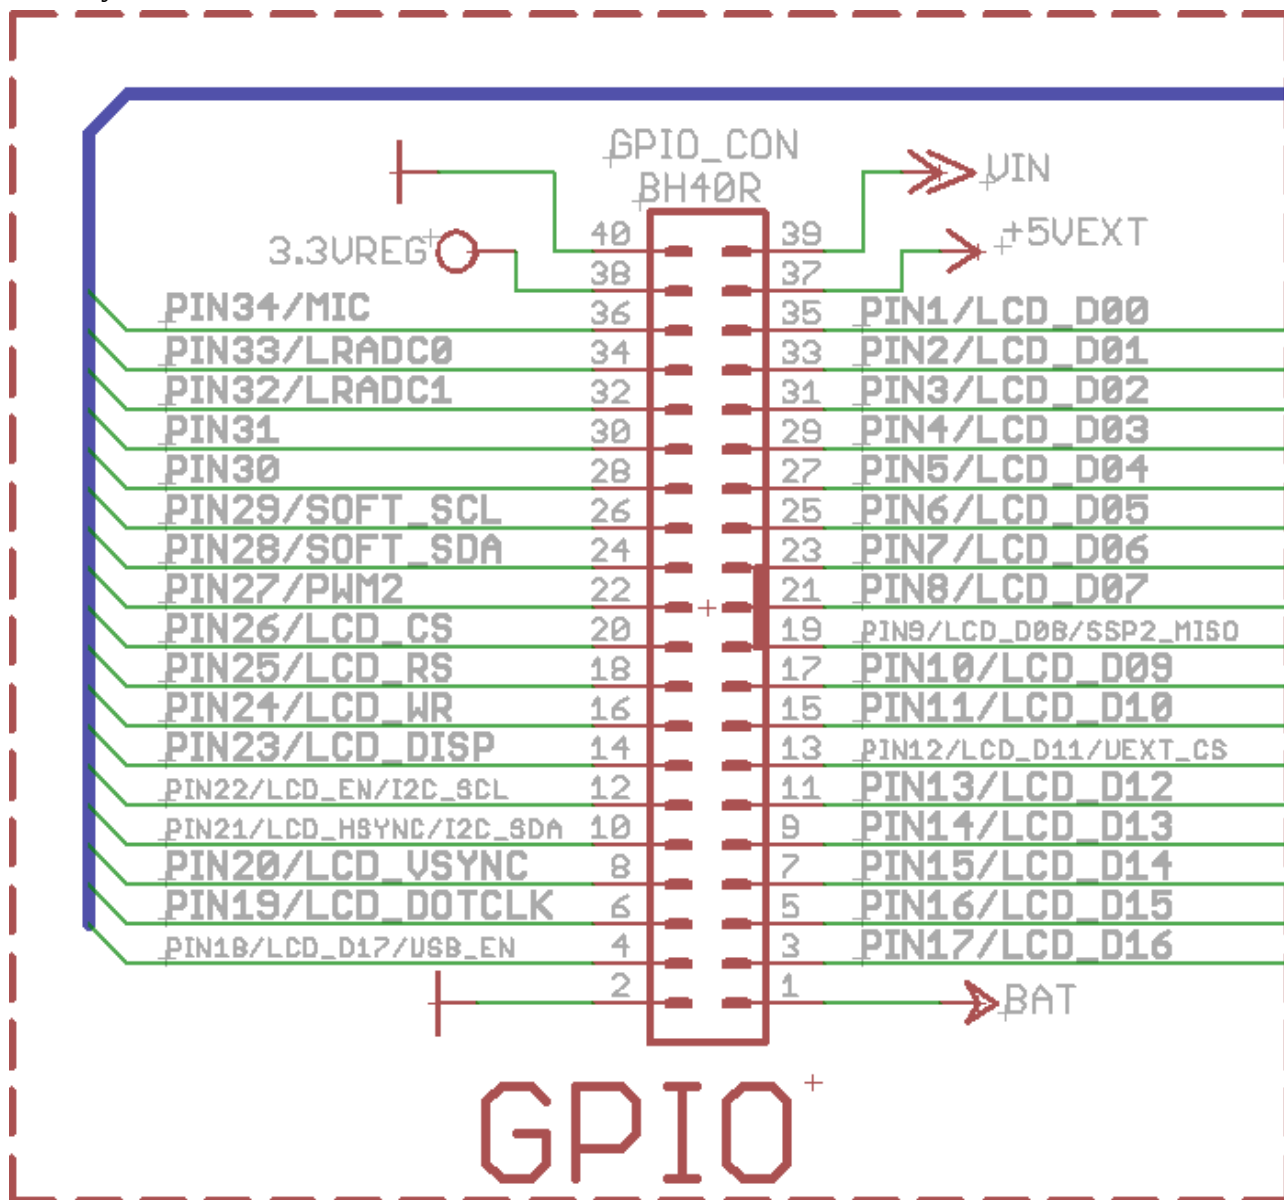 GPIO_CON
BH40R
VIN
3.3VREG 40 39 +5VEXT
38 37
PIN34/MIC 36 35 PIN1/LCD_D00
PIN33/LRADC0 34 33 PIN2/LCD_D01
PIN32/LRADC1 32 31 PIN3/LCD_D02
PIN31 30 29 PIN4/LCD_D03
PIN30 28 27 PIN5/LCD_D04
PIN29/SOFT_SCL 26 25 PIN6/LCD_D05
PIN28/SOFT_SDA 24 23 PIN7/LCD_D06
PIN27/PWM2 22 21 PIN8/LCD_D07
PIN26/LCD_CS 20 19 PIN9/LCD_D08/SSP2_MISO
PIN25/LCD_RS 18 17 PIN10/LCD_D09
PIN24/LCD_WR 16 15 PIN11/LCD_D10
PIN23/LCD_DISP 14 13 PIN12/LCD_D11/UEXT_CS
PIN22/LCD_EN/I2C_SCL 12 11 PIN13/LCD_D12
PIN21/LCD_HSYNC/I2C_SDA 10 9 PIN14/LCD_D13
PIN20/LCD_VSYNC 8 7 PIN15/LCD_D14
PIN19/LCD_DOTCLK 6 5 PIN16/LCD_D15
PIN18/LCD_D17/USB_EN 4 3 PIN17/LCD_D16
2 1 BAT
GPIO